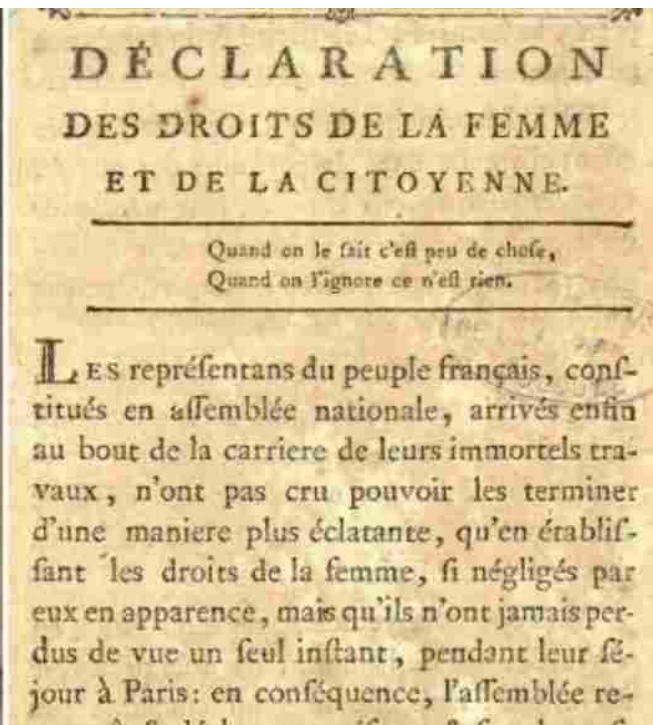 DÉCLARATION
DES DROITS DE LA FEMME
ET DE LA CITOYENNE.
Quand on le ſait c'eſt peu de choſe,
Quand on l'ignore ce n'eſt rien.
LES repréſentans du peuple français, conſ-
titués en aſſemblée nationale, arrivés enfin
au bout de la carriere de leurs immortels tra-
vaux, n'ont pas cru pouvoir les terminer
d'une maniere plus éclatante, qu'en établiſ-
ſant les droits de la femme, ſi négligés par
eux en apparence, mais qu'ils n'ont jamais per-
dus de vue un ſeul inſtant, pendant leur ſé-
jour à Paris: en conſéquence, l'aſſemblée re-